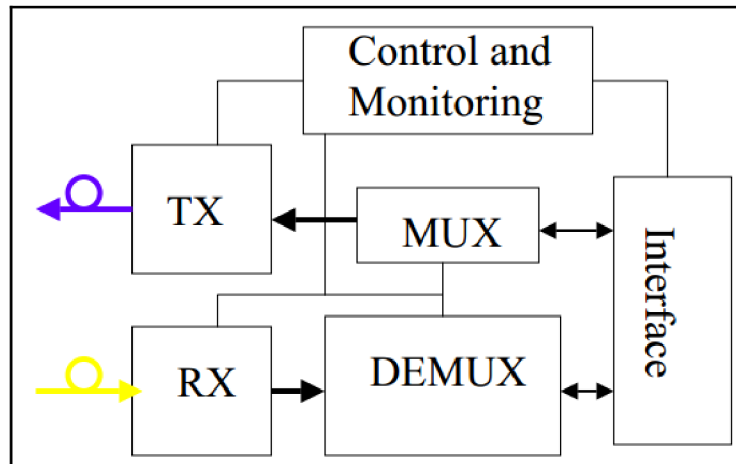 Control and
Monitoring
TX
MUX
Interface
RX
DEMUX